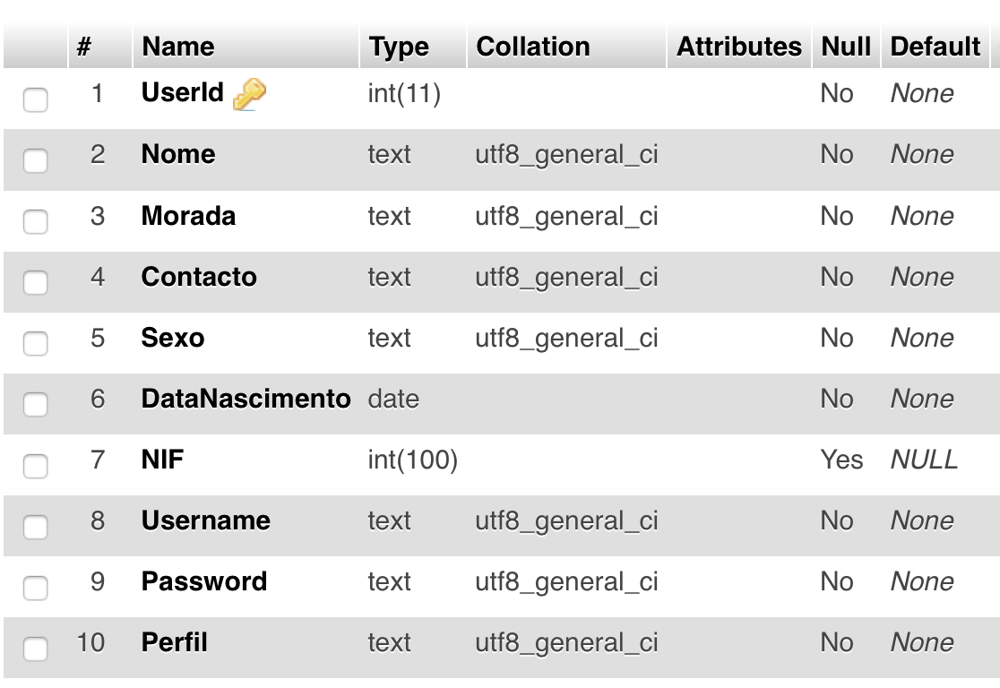 # Name Type Collation Attributes Null Default
1 UserId int(11) No None
2 Nome text utf8_general_ci No None
3 Morada text utf8_general_ci No None
4 Contacto text utf8_general_ci No None
5 Sexo text utf8_general_ci No None
6 DataNascimento date No None
7 NIF int(100) Yes NULL
8 Username text utf8_general_ci No None
9 Password text utf8_general_ci No None
10 Perfil text utf8_general_ci No None